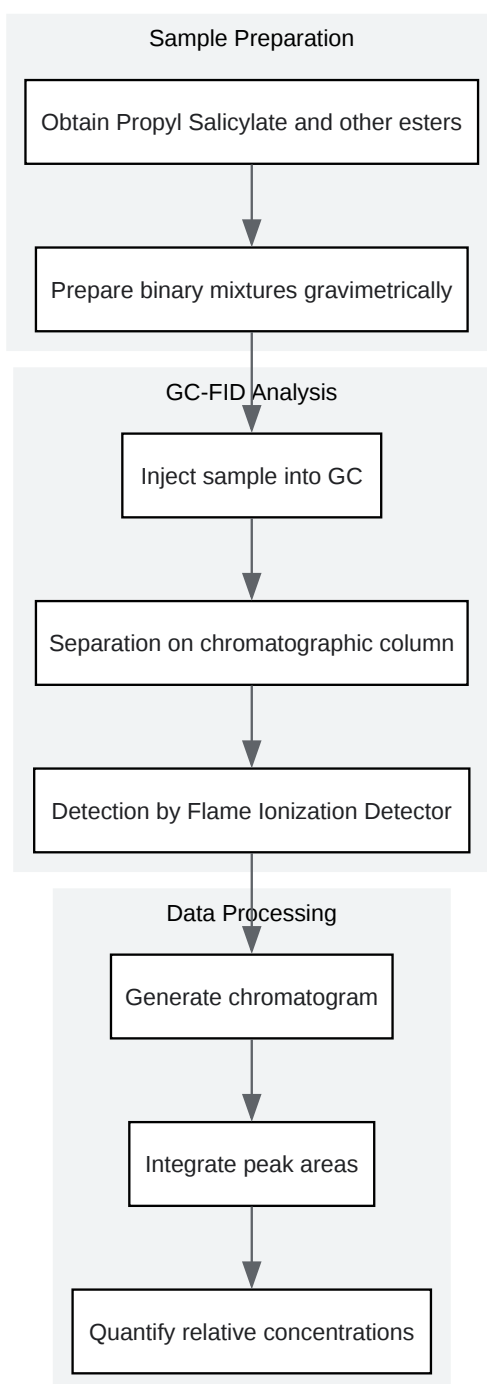 Sample Preparation
Obtain Propyl Salicylate and other esters
Prepare binary mixtures gravimetrically
GC-FID Analysis
Inject sample into GC
Separation on chromatographic column
Detection by Flame Ionization Detector
Data Processing
Generate chromatogram
Integrate peak areas
Quantify relative concentrations